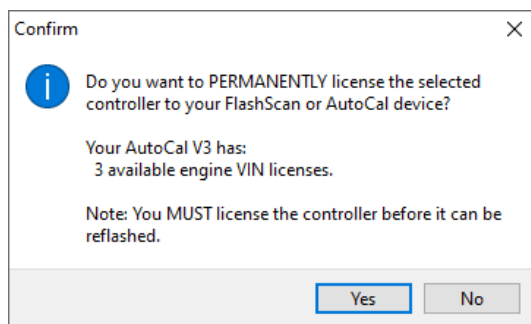 Confirm
Do you want to PERMANENTLY license the selected
controller to your FlashScan or AutoCal device?
Your AutoCal V3 has:
3 available engine VIN licenses.
Note: You MUST license the controller before it can be
reflashed.
Yes No